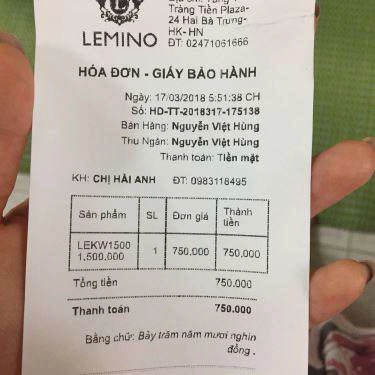 Tràng Tiền Plaza-
24 Hai Bà Trưng-
HK- HN
ĐT: 02471061666
LEMINO
HÓA ĐƠN - GIẤY BẢO HÀNH
Ngày: 17/03/2018 5:51:38 CH
Số: HD-TT-2018317-175138
Bán Hàng: Nguyễn Việt Hùng
Thu Ngân: Nguyễn Việt Hùng
Thanh toán: Tiền mặt
KH: CHỊ HẢI ANH ĐT: 0983118495
Sản phẩm SL Đơn giá Thành tiền
LEKW1500 1 750,000 750,000
1,500,000
Tổng tiền 750.000
Thanh toán 750.000
Bằng chữ: Bảy trăm năm mươi nghìn
đồng .